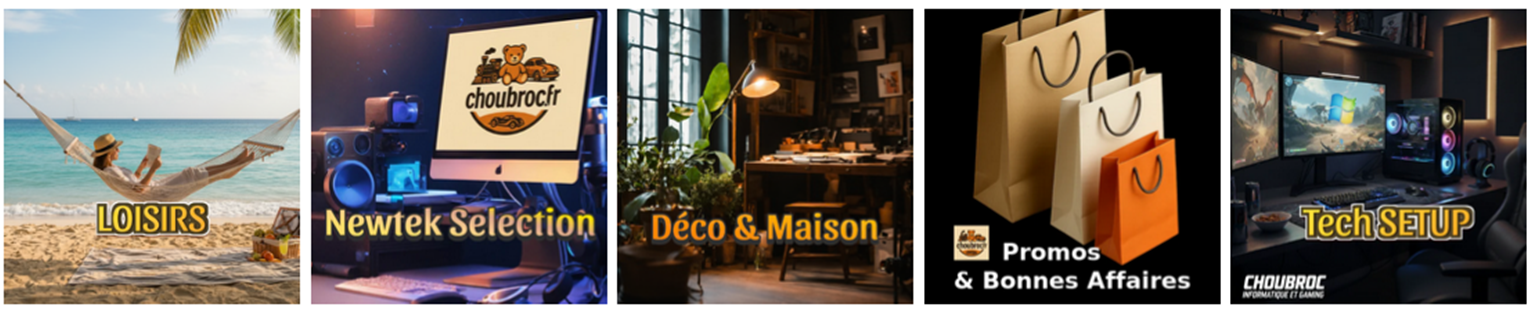 LOISIRS
choubroc.fr
Newtek Selection
Déco & Maison
Promos
& Bonnes Affaires
Tech SETUP
CHOUBROC
INFORMATIQUE ET GAMING